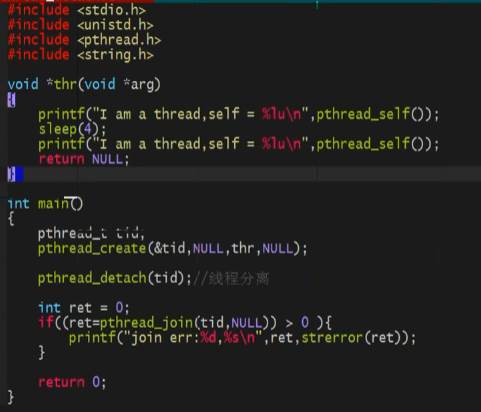 #include <stdio.h>
#include <unistd.h>
#include <pthread.h>
#include <string.h>
void *thr(void *arg)
{
printf("I am a thread,self = %lu\n",pthread_self());
sleep(4);
printf("I am a thread,self = %lu\n",pthread_self());
return NULL;
}
int main()
{
pthread_t tid;
pthread_create(&tid,NULL,thr,NULL);
pthread_detach(tid);//线程分离
int ret = 0;
if((ret=pthread_join(tid,NULL)) > 0 ){
printf("join err:%d,%s\n",ret,strerror(ret));
}
return 0;
}